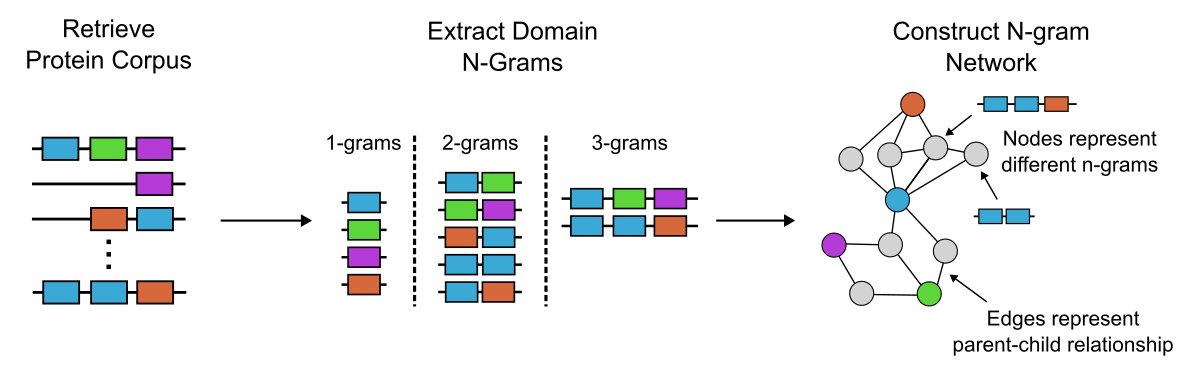 Retrieve
Protein Corpus
Extract Domain
N-Grams
Construct N-gram
Network
1-grams
2-grams
3-grams
Nodes represent
different n-grams
Edges represent
parent-child relationship